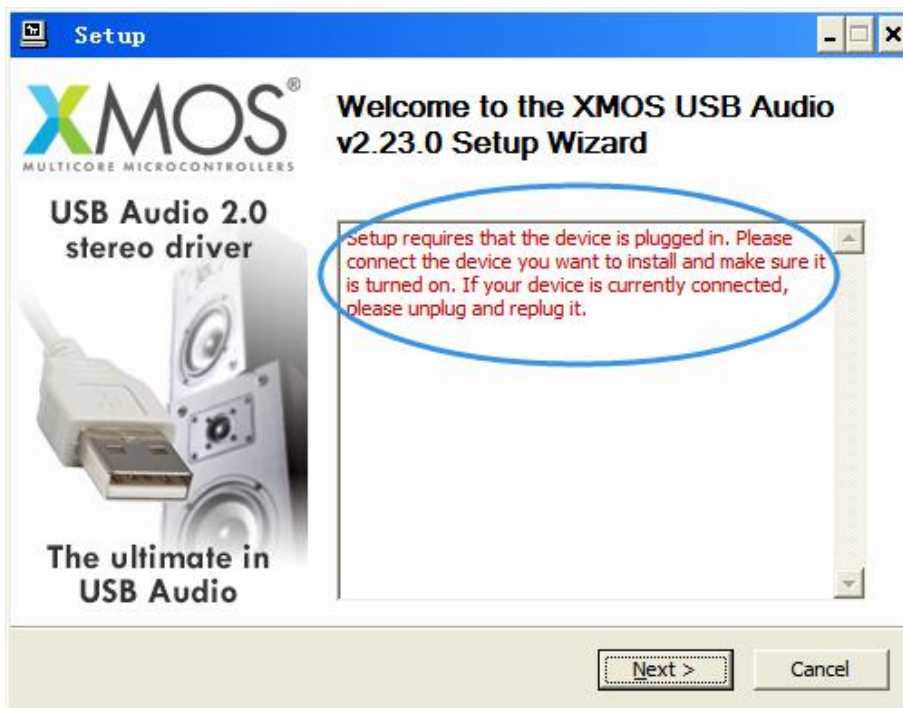 Setup
XMOS®
MULTICORE MICROCONTROLLERS
USB Audio 2.0
stereo driver
The ultimate in
USB Audio
Welcome to the XMOS USB Audio
v2.23.0 Setup Wizard
Setup requires that the device is plugged in. Please
connect the device you want to install and make sure it
is turned on. If your device is currently connected,
please unplug and replug it.
Next >
Cancel